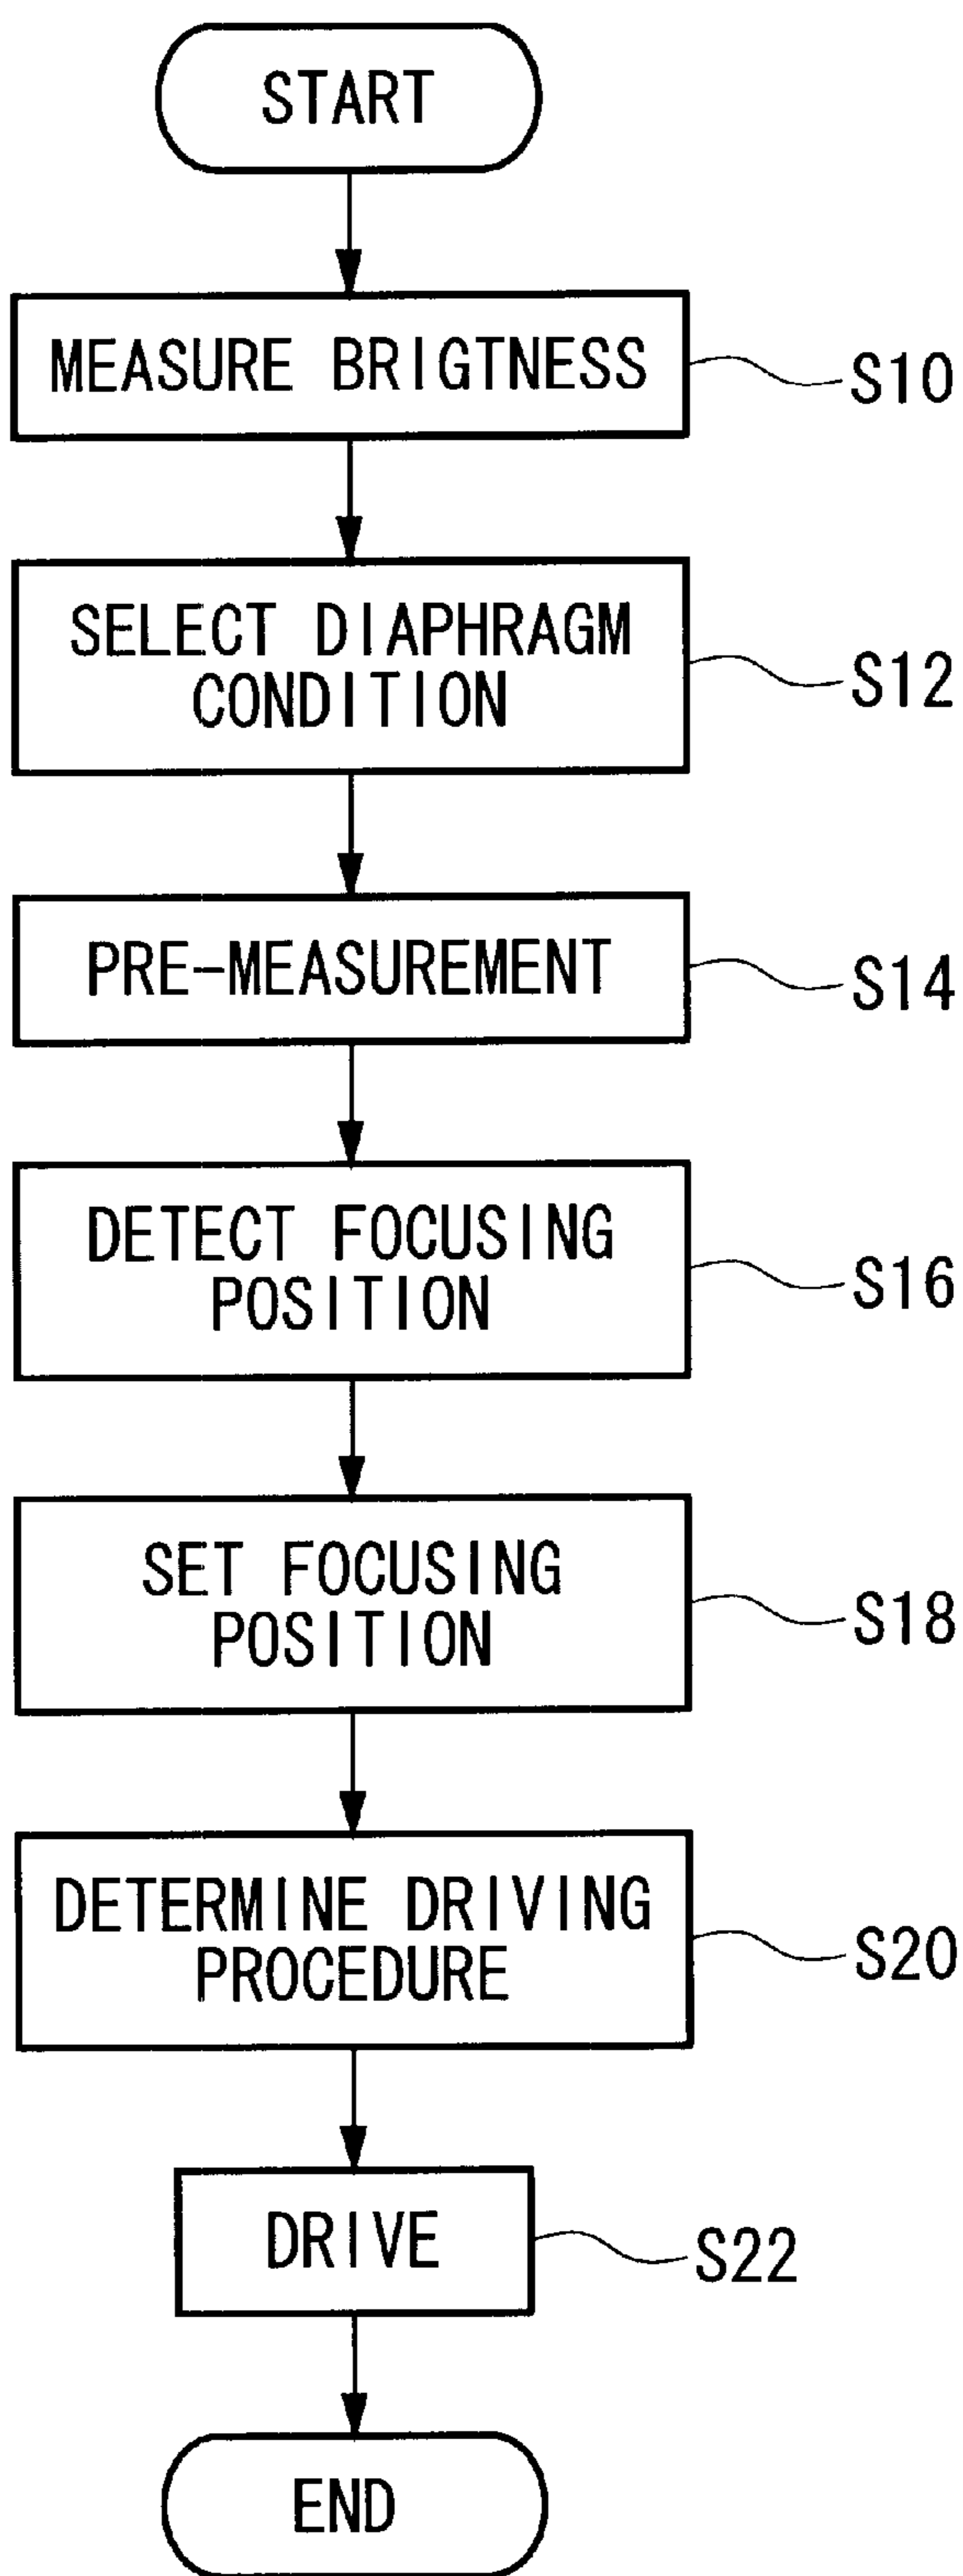 START
MEASURE BRIGTNESS
S10
SELECT DIAPHRAGM
CONDITION
S12
PRE-MEASUREMENT
S14
DETECT FOCUSING
POSITION
S16
SET FOCUSING
POSITION
S18
DETERMINE DRIVING
PROCEDURE
S20
DRIVE
S22
END